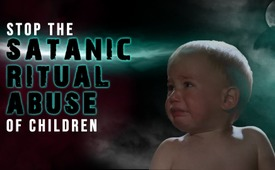 STOP THE
SATANIC
RITUAL
ABUSE
OF CHILDREN